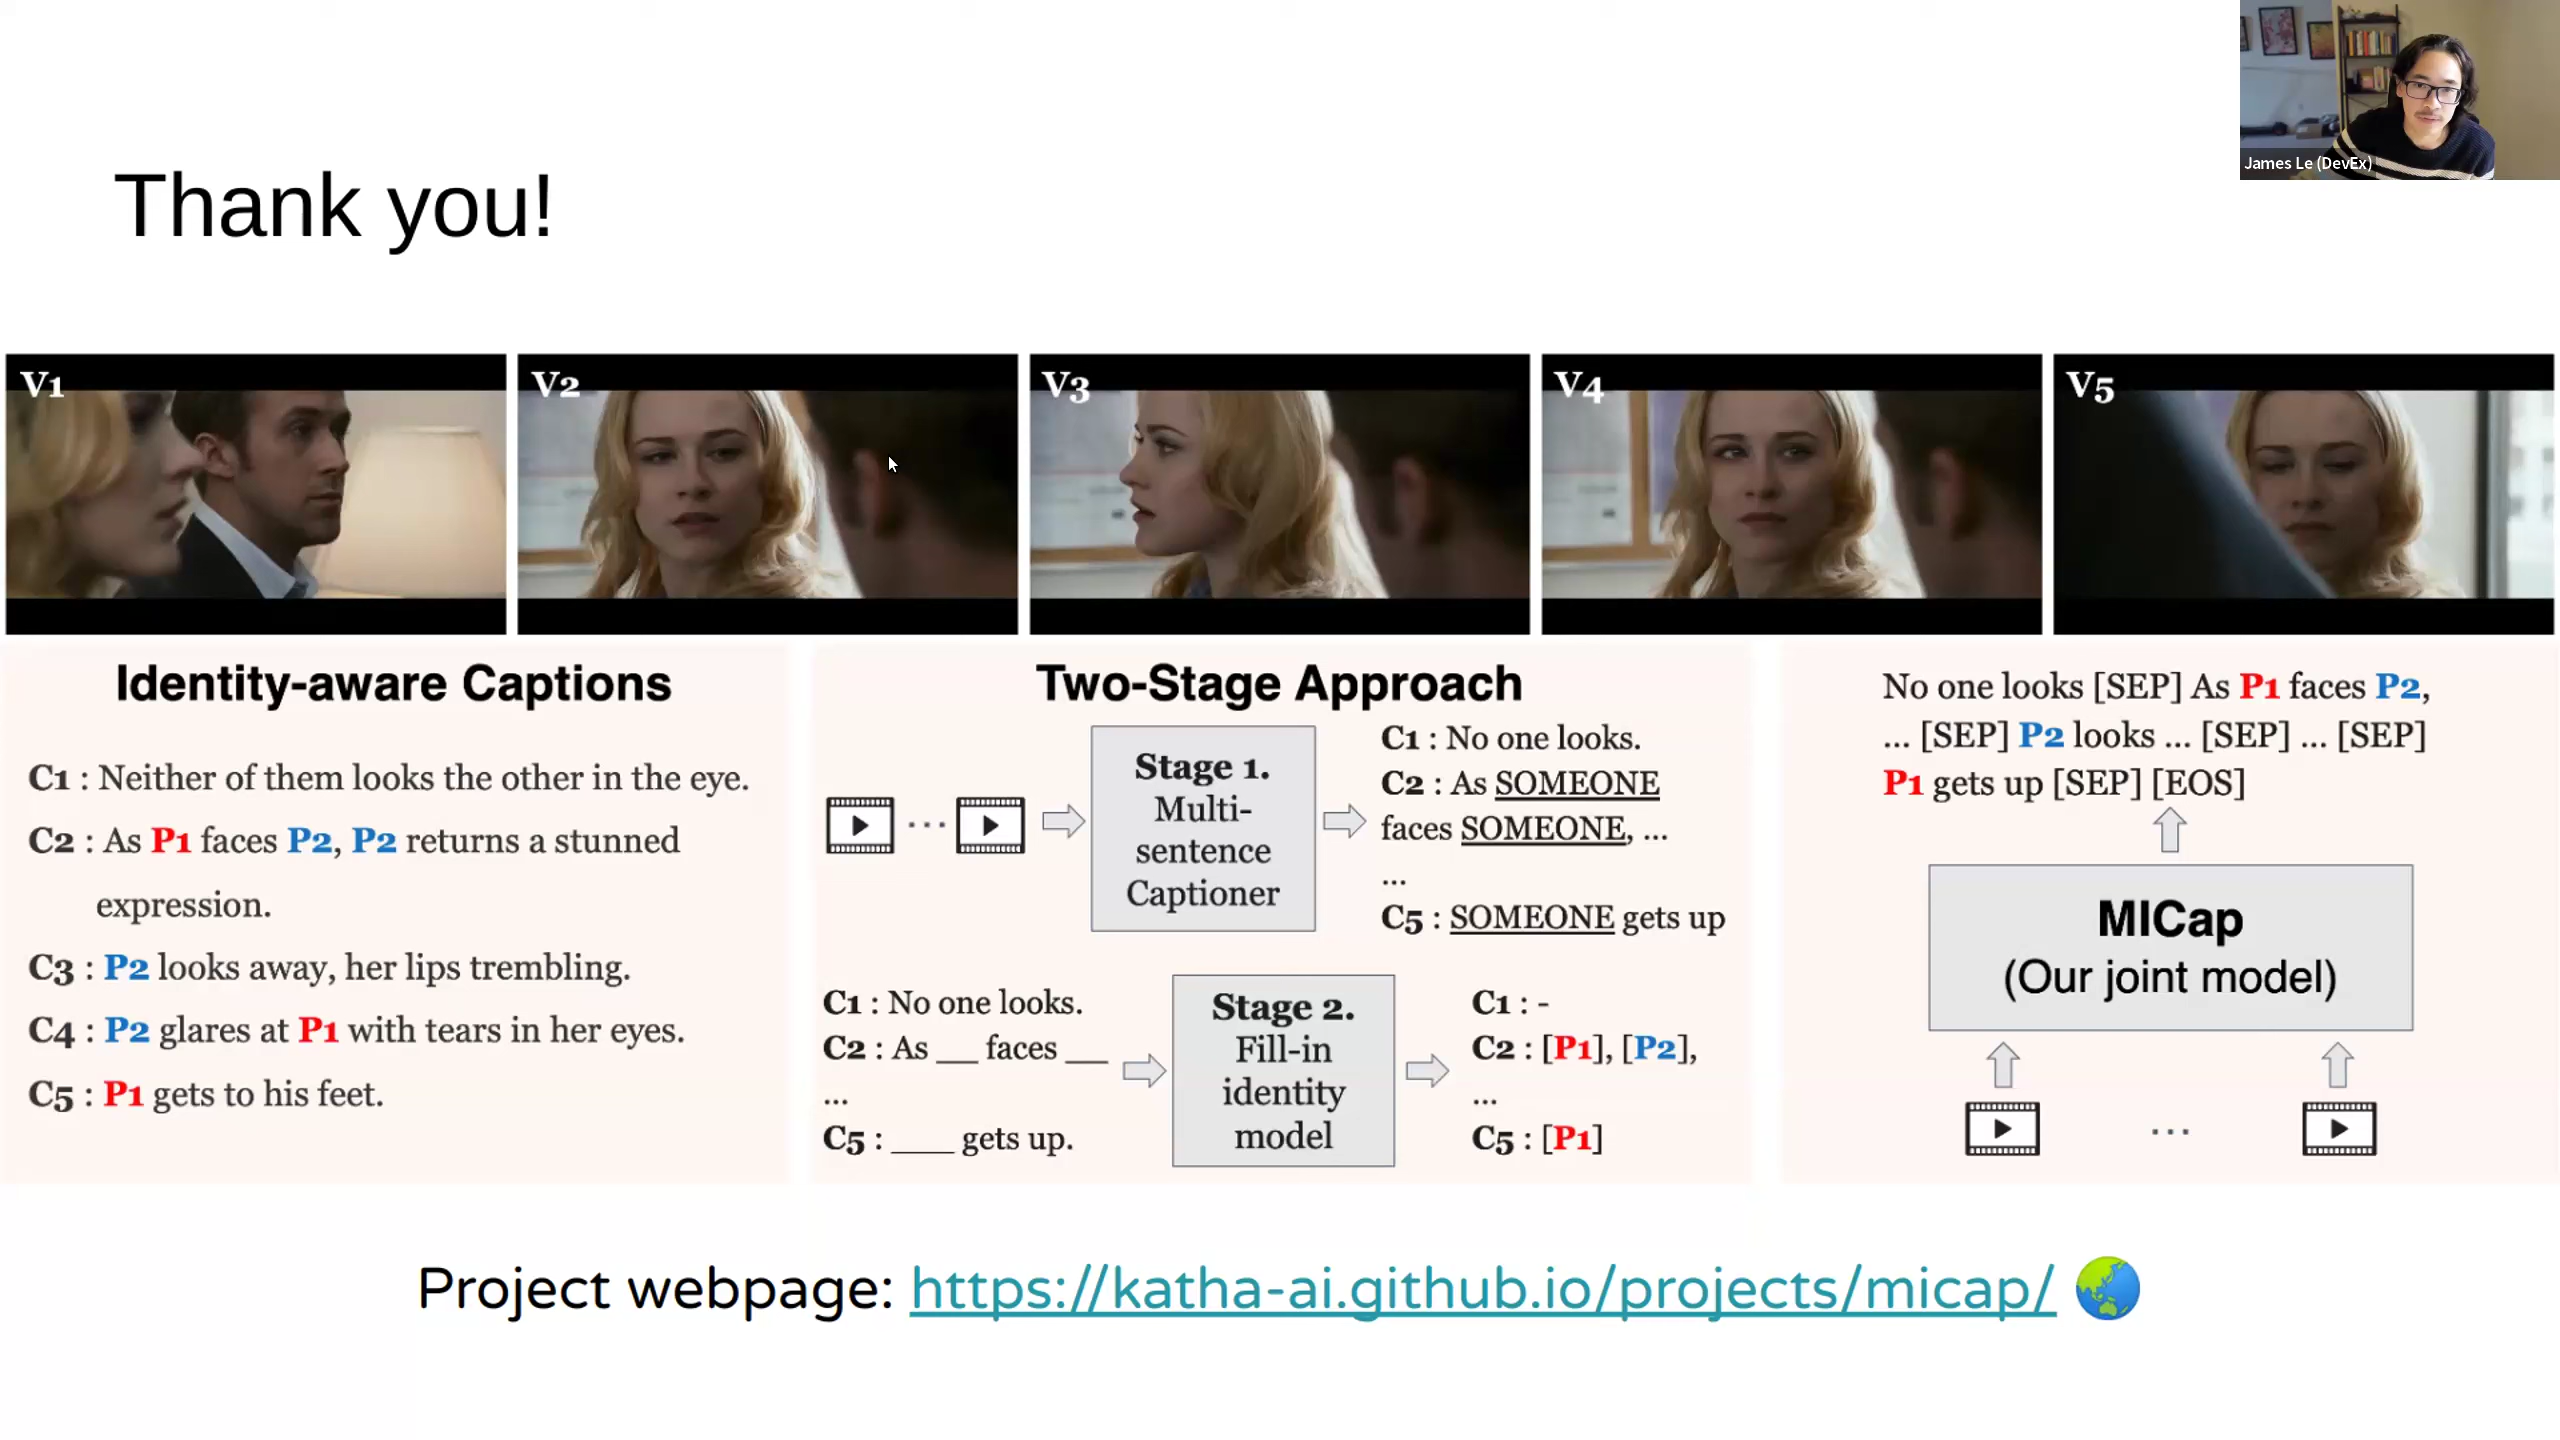 James Le (DevEx)
Thank you!
V1
V2
V3
V4
V5
Identity-aware Captions
C1 : Neither of them looks the other in the eye.
C2 : As P1 faces P2, P2 returns a stunned
expression.
C3 : P2 looks away, her lips trembling.
C4 : P2 glares at P1 with tears in her eyes.
C5 : P1 gets to his feet.
Two-Stage Approach
Stage 1.
Multi-
sentence
Captioner
C1 : No one looks.
C2 : As SOMEONE
faces SOMEONE, ...
...
C5 : SOMEONE gets up
C1 : No one looks.
C2 : As __ faces __
...
C5 : ___ gets up.
Stage 2.
Fill-in
identity
model
C1 : -
C2 : [P1], [P2],
...
C5 : [P1]
No one looks [SEP] As P1 faces P2,
... [SEP] P2 looks ... [SEP] ... [SEP]
P1 gets up [SEP] [EOS]
MICap
(Our joint model)
...
Project webpage: https://katha-ai.github.io/projects/micap/